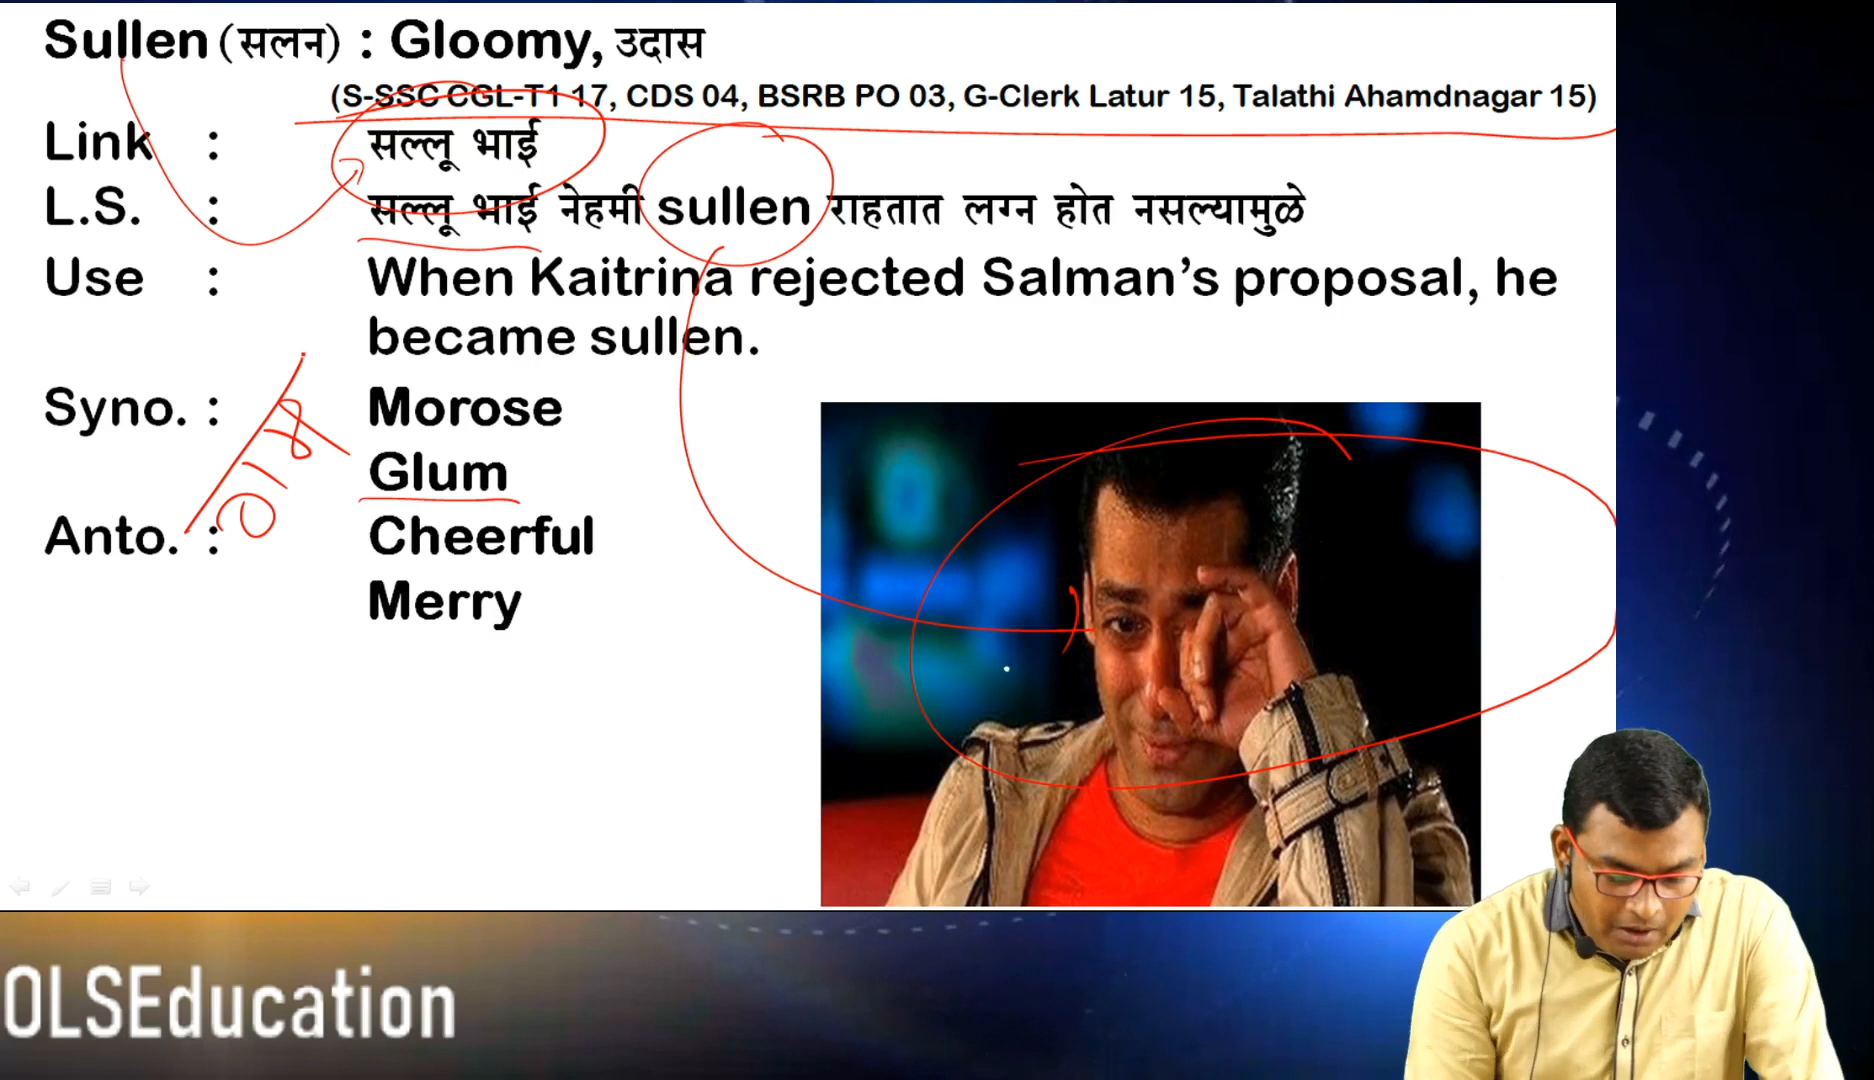 Sullen (सलन) : Gloomy, उदास
(S-SSC CGL-T1 17, CDS 04, BSRB PO 03, G-Clerk Latur 15, Talathi Ahamdnagar 15)
Link : सल्लू भाई
L.S. : सल्लू भाई नेहमी sullen राहतात लग्न होत नसल्यामुळे
Use : When Kaitrina rejected Salman’s proposal, he
became sullen.
Syno. : Morose
Glum
Anto. : Cheerful
Merry
OLSEducation